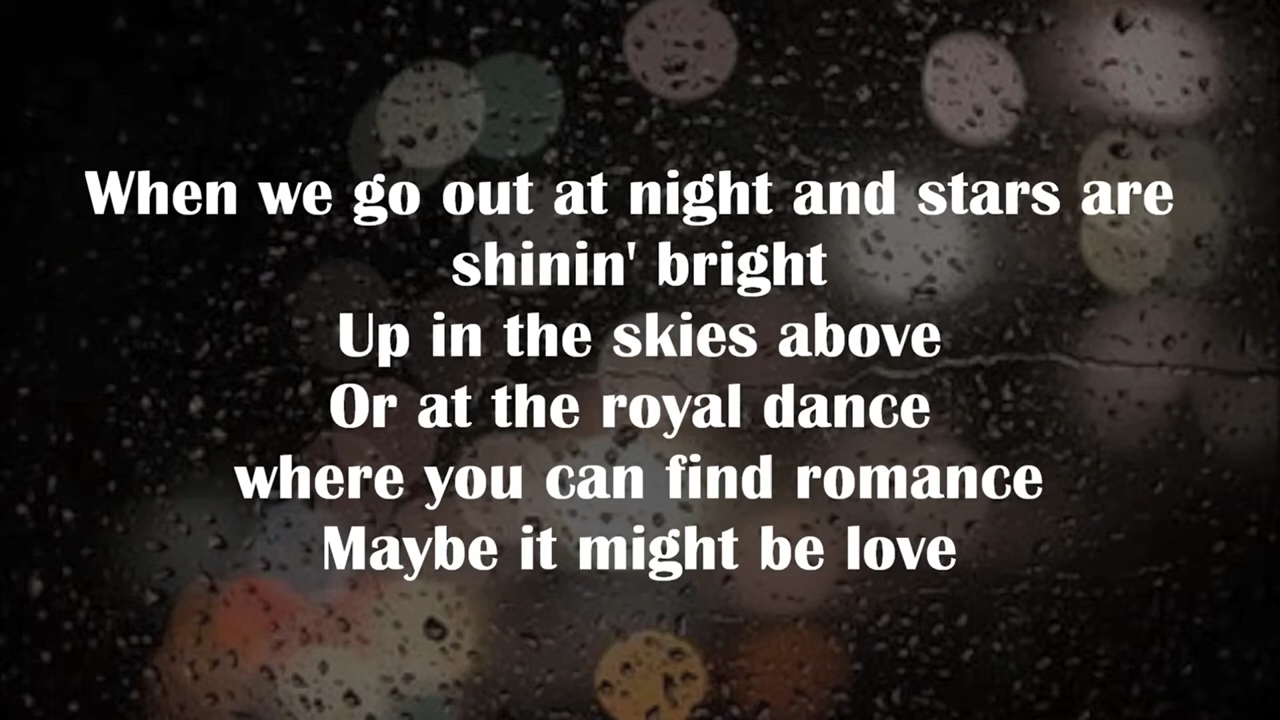 When we go out at night and stars are
shinin' bright
Up in the skies above
Or at the royal dance
where you can find romance
Maybe it might be love